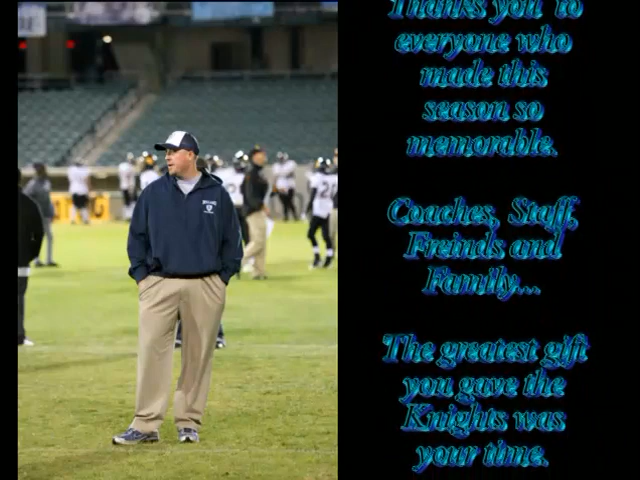 Thanks you to
everyone who
made this
season so
memorable.
Coaches, Staff,
Freinds and
Family...
The greatest gift
you gave the
Knights was
your time.